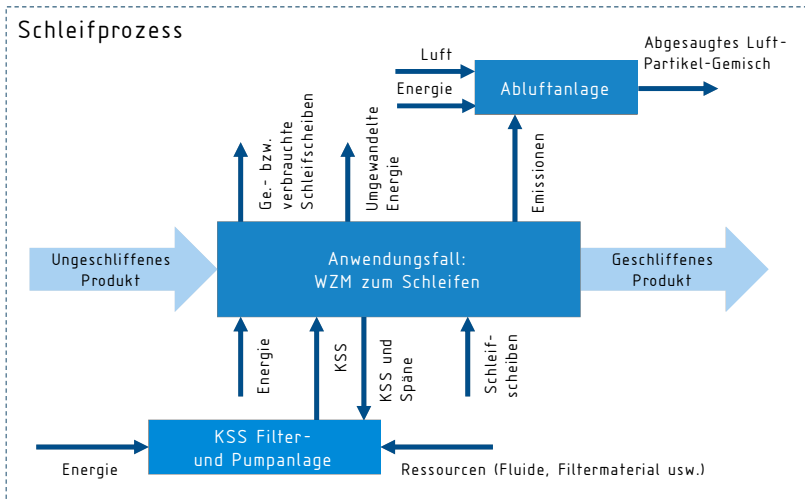 Schleifprozess
Luft
Energie
Abluftanlage
Abgesaugtes Luft-
Partikel-Gemisch
Ge.- bzw.
verbrauchte
Schleifscheiben
Umgewandelte
Energie
Emissionen
Ungeschliffenes
Produkt
Anwendungsfall:
WZM zum Schleifen
Geschliffenes
Produkt
Energie
KSS
KSS und
Späne
Schleif-
scheiben
Energie
KSS Filter-
und Pumpanlage
Ressourcen (Fluide, Filtermaterial usw.)